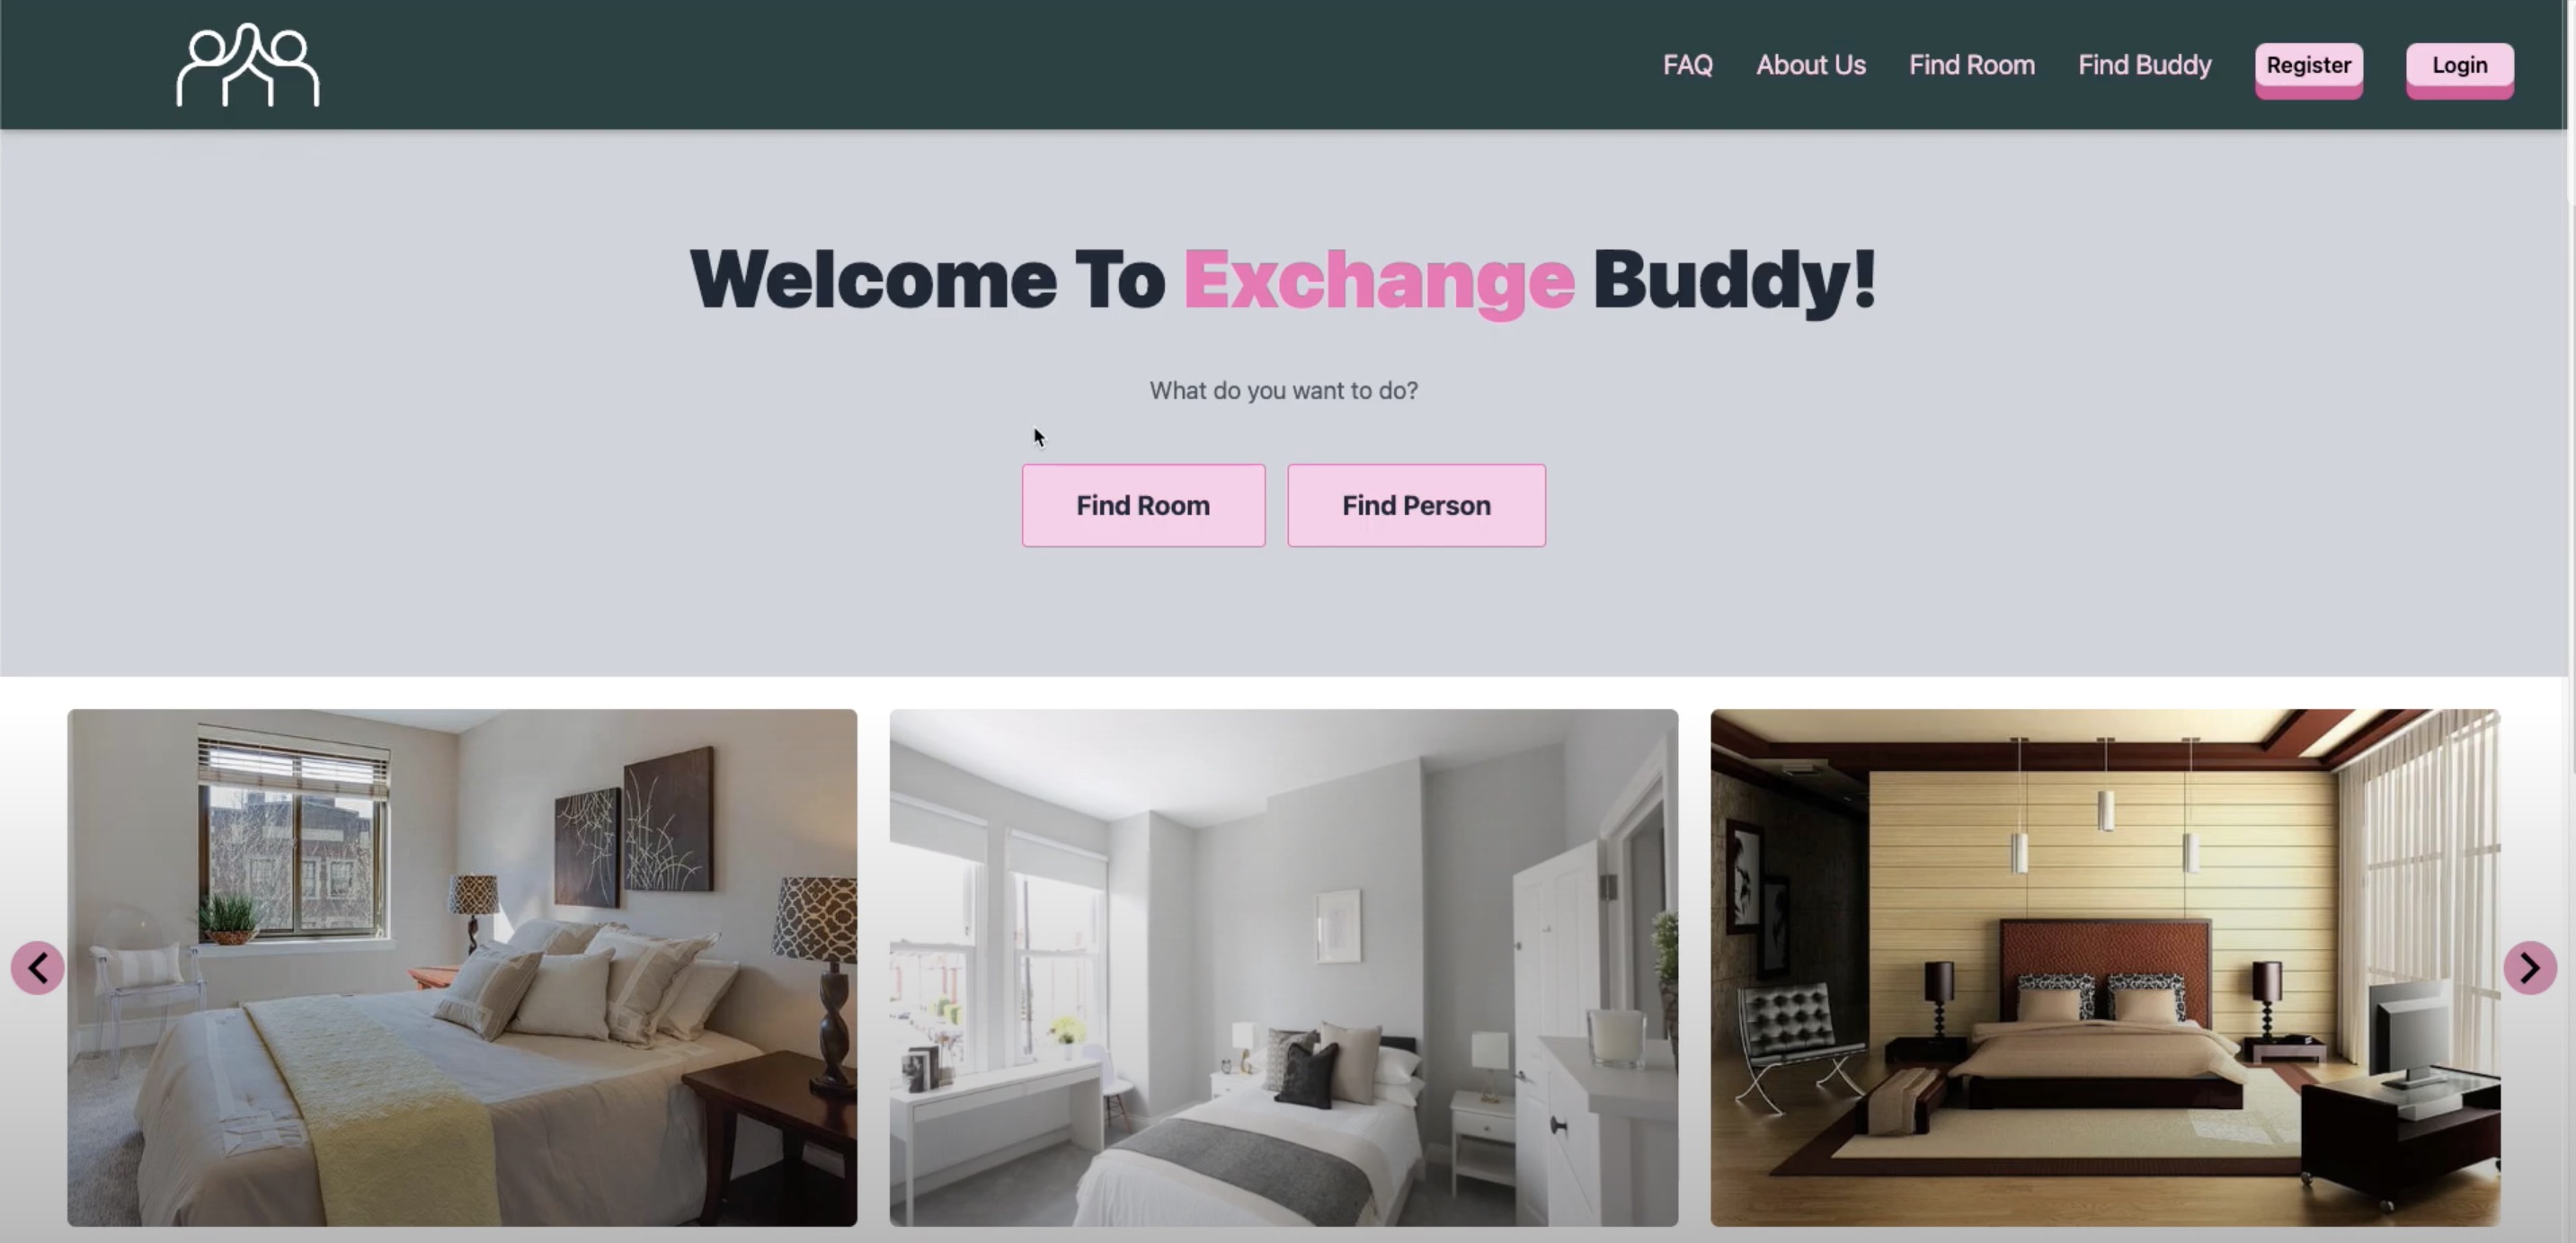 FAQ About Us Find Room Find Buddy Register Login
Welcome To Exchange Buddy!
What do you want to do?
Find Room Find Person